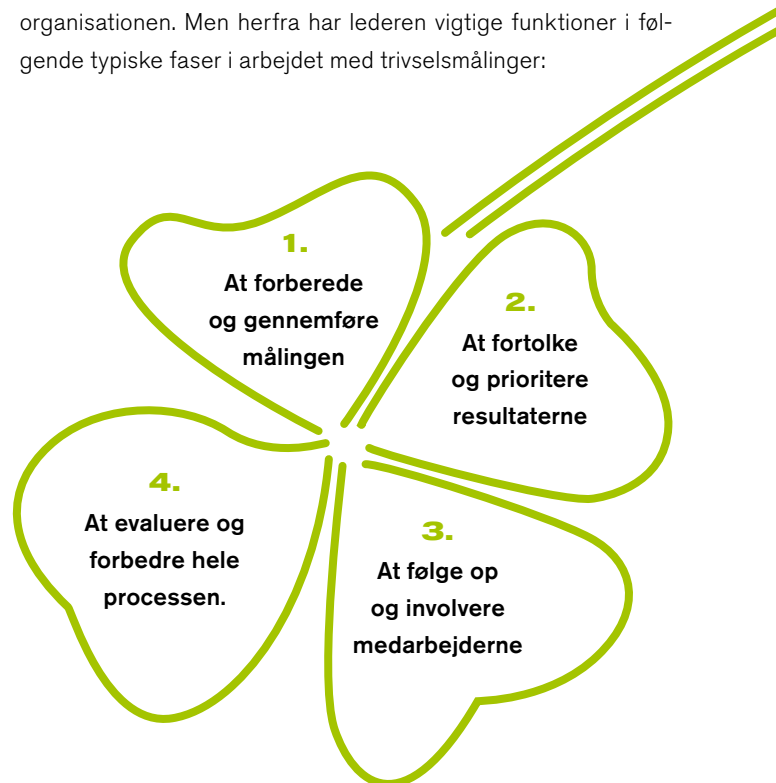 organisationen. Men herfra har lederen vigtige funktioner i føl-
gende typiske faser i arbejdet med trivselsmålinger:
1.
At forberede
og gennemføre
målingen
2.
At fortolke
og prioritere
resultaterne
3.
At følge op
og involvere
medarbejderne
4.
At evaluere og
forbedre hele
processen.